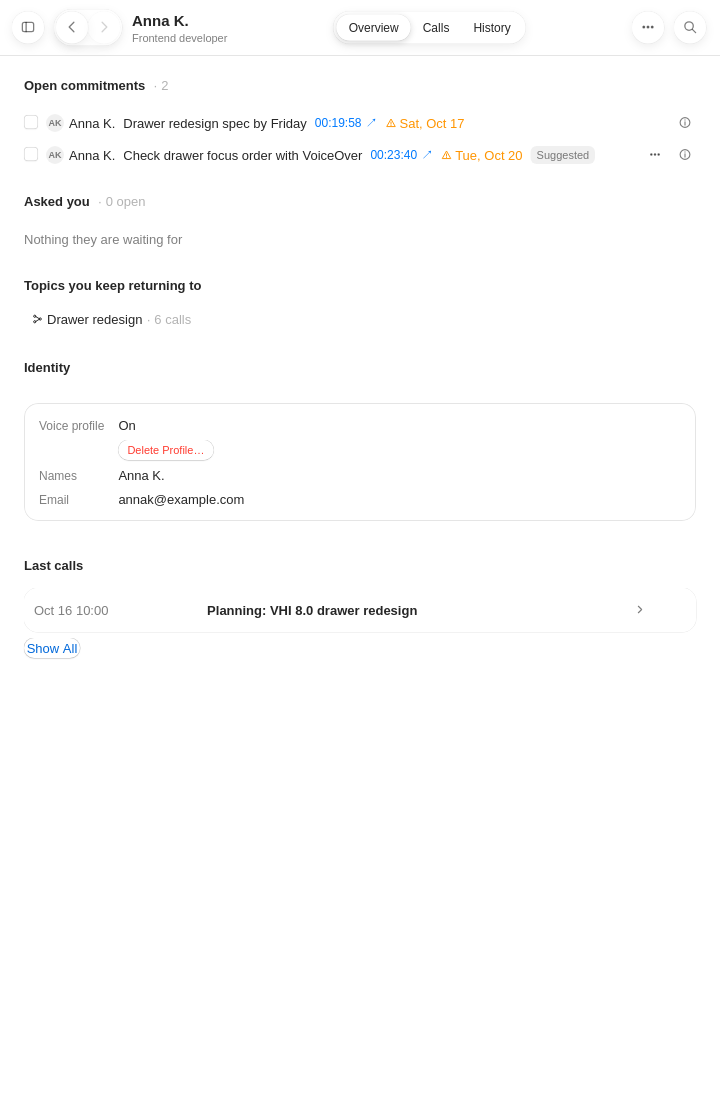 Anna K.
Frontend developer
Overview Calls History
Open commitments · 2
AK Anna K. Drawer redesign spec by Friday 00:19:58 ↗ Sat, Oct 17
AK Anna K. Check drawer focus order with VoiceOver 00:23:40 ↗ Tue, Oct 20 Suggested
Asked you · 0 open
Nothing they are waiting for
Topics you keep returning to
Drawer redesign · 6 calls
Identity
Voice profile On
Delete Profile…
Names Anna K.
Email annak@example.com
Last calls
Oct 16 10:00 Planning: VHI 8.0 drawer redesign
Show All